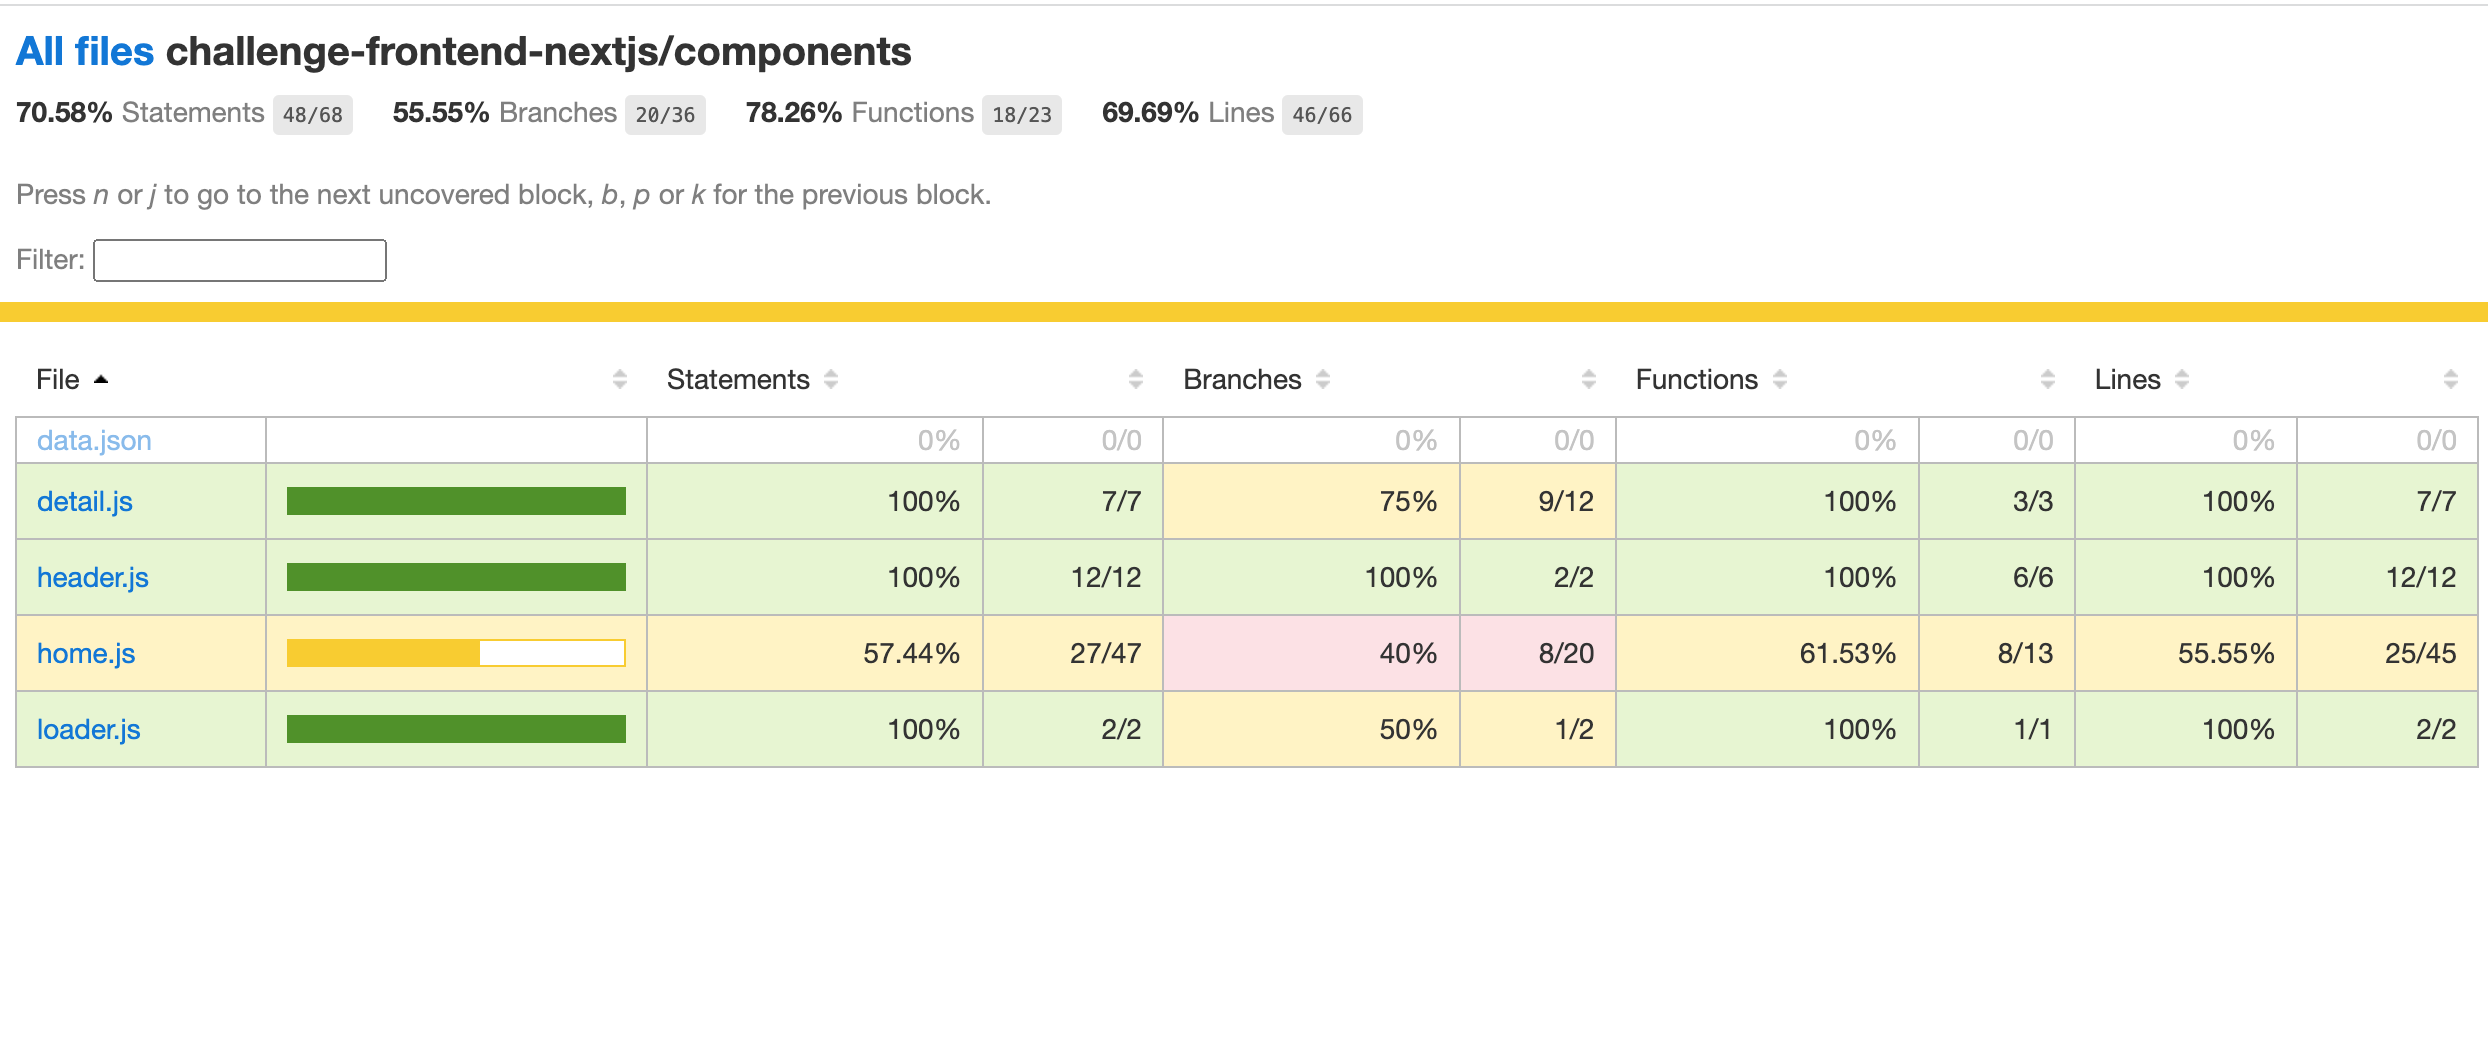 All files challenge-frontend-nextjs/components
70.58% Statements 48/68 55.55% Branches 20/36 78.26% Functions 18/23 69.69% Lines 46/66
Press n or j to go to the next uncovered block, b, p or k for the previous block.
Filter:
File Statements Branches Functions Lines
data.json 0% 0/0 0% 0/0 0% 0/0 0% 0/0
detail.js 100% 7/7 75% 9/12 100% 3/3 100% 7/7
header.js 100% 12/12 100% 2/2 100% 6/6 100% 12/12
home.js 57.44% 27/47 40% 8/20 61.53% 8/13 55.55% 25/45
loader.js 100% 2/2 50% 1/2 100% 1/1 100% 2/2